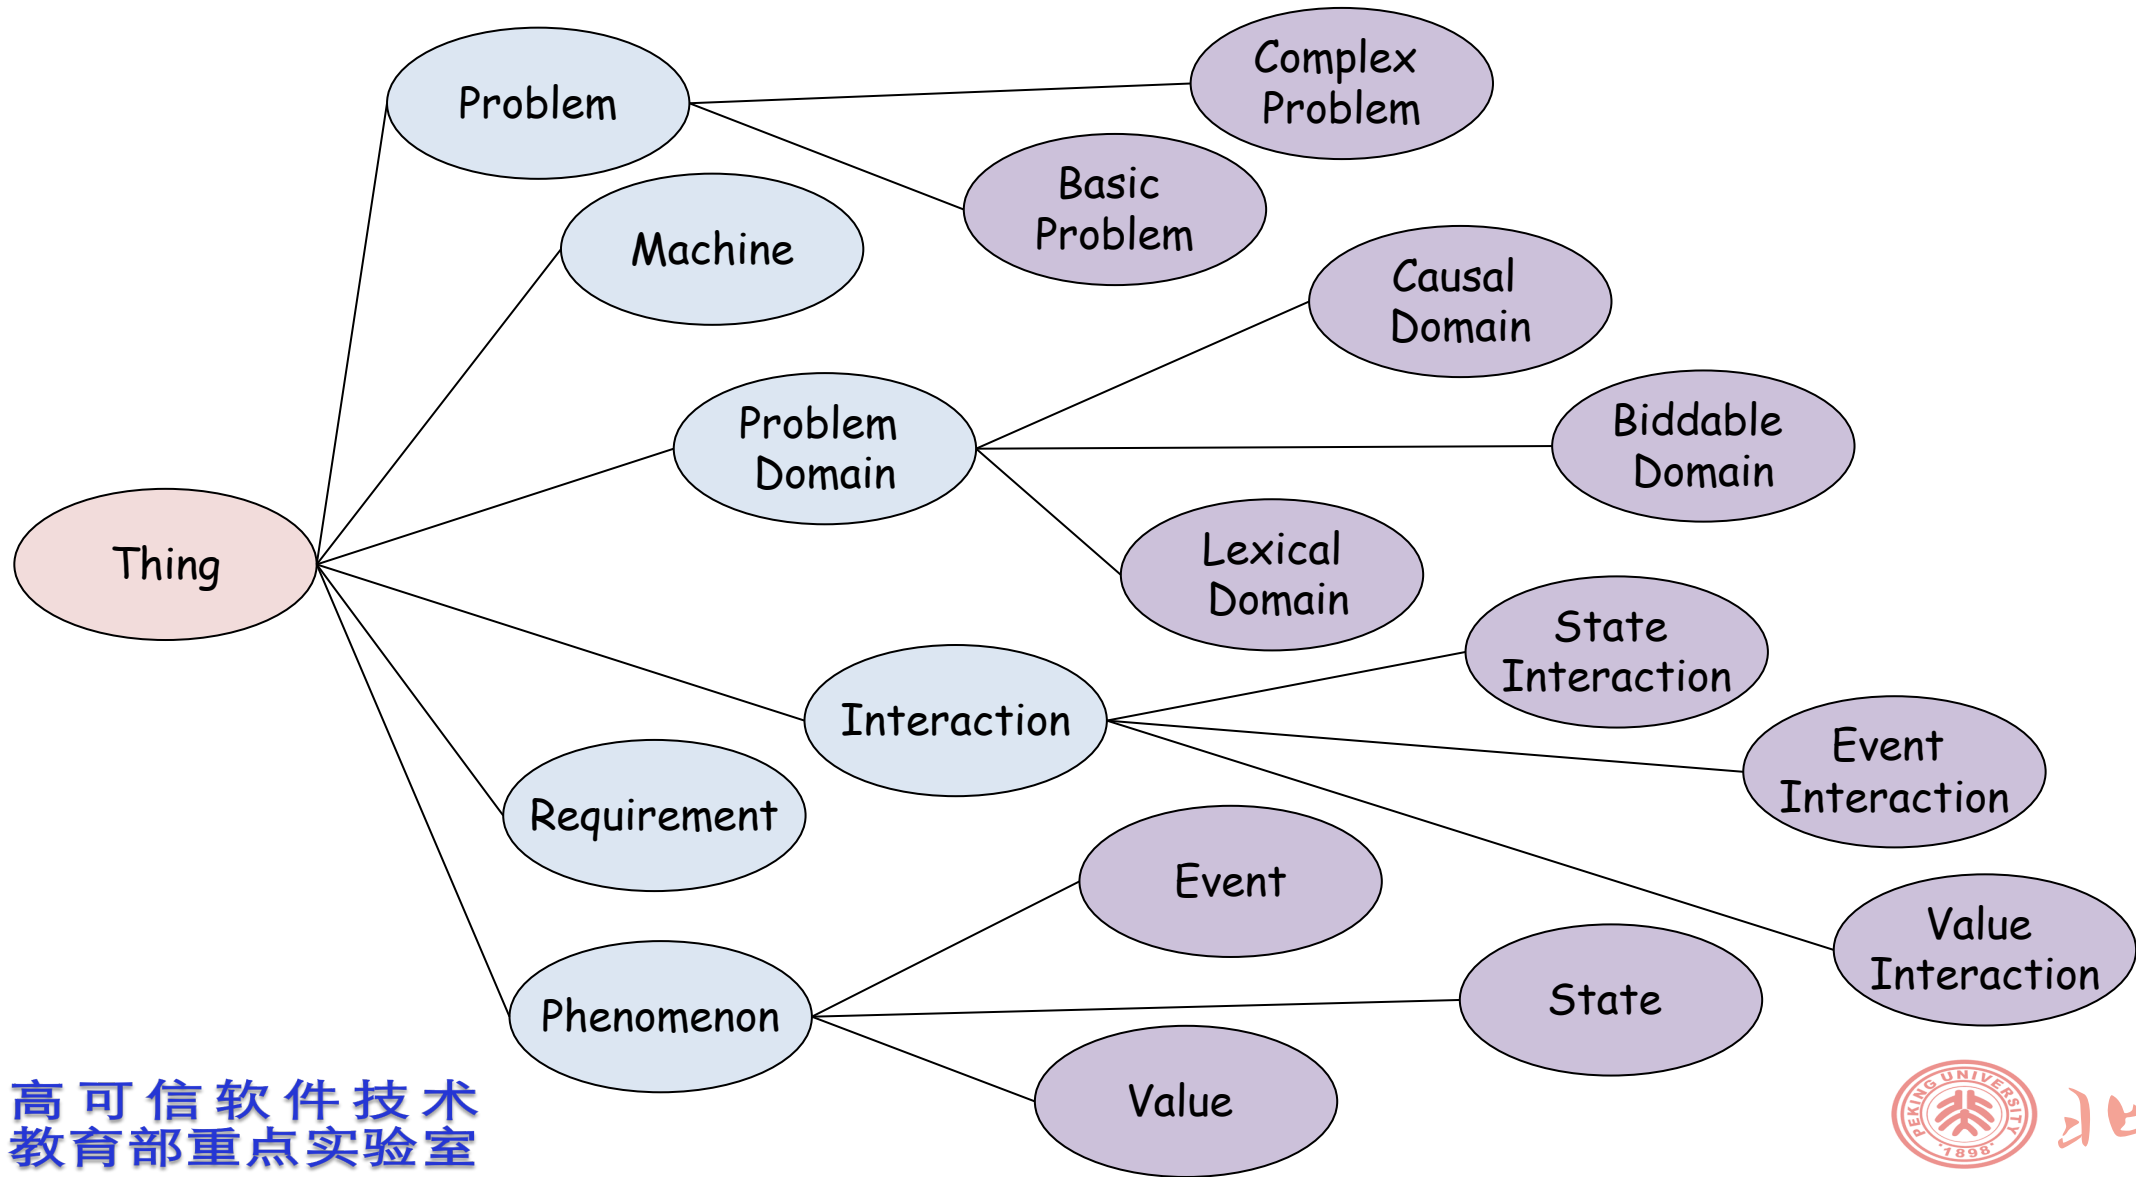 Complex
Problem
Problem
Basic
Problem
Machine
Causal
Domain
Problem
Domain
Biddable
Domain
Thing
Lexical
Domain
State
Interaction
Interaction
Event
Interaction
Requirement
Event
Value
Interaction
State
Phenomenon
Value
高可信软件技术
教育部重点实验室
PEKING UNIVERSITY
1898